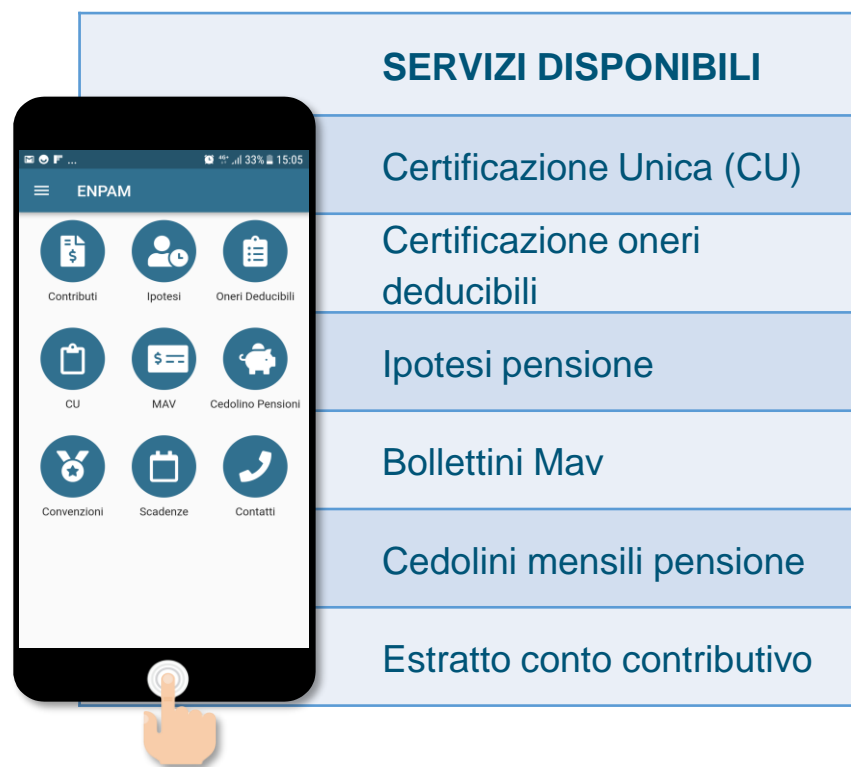 SERVIZI DISPONIBILI
Certificazione Unica (CU)
Certificazione oneri
deducibili
Ipotesi pensione
Bollettini Mav
Cedolini mensili pensione
Estratto conto contributivo
... 33% 15:05
ENPAM
Contributi Ipotesi Oneri Deducibili
CU MAV Cedolino Pensioni
Convenzioni Scadenze Contatti